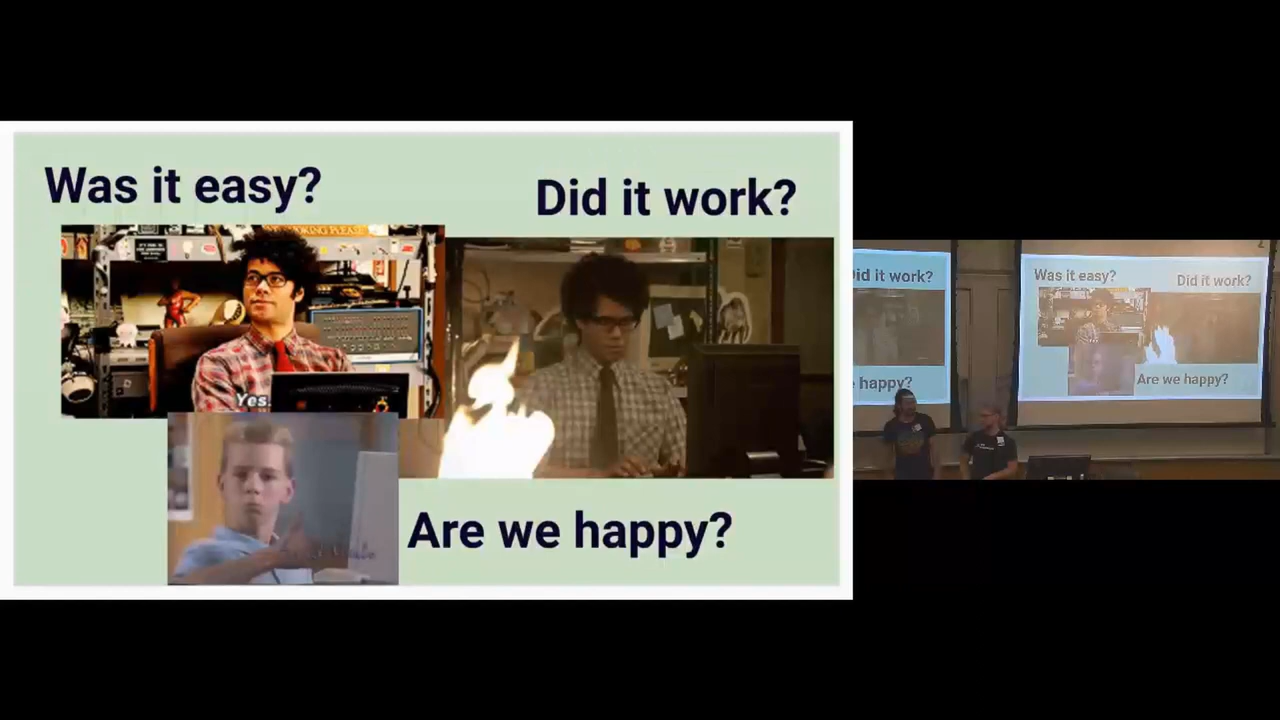 Was it easy?
Did it work?
Yes.
Are we happy?
Did it work?
happy?
Was it easy?
Did it work?
Are we happy?